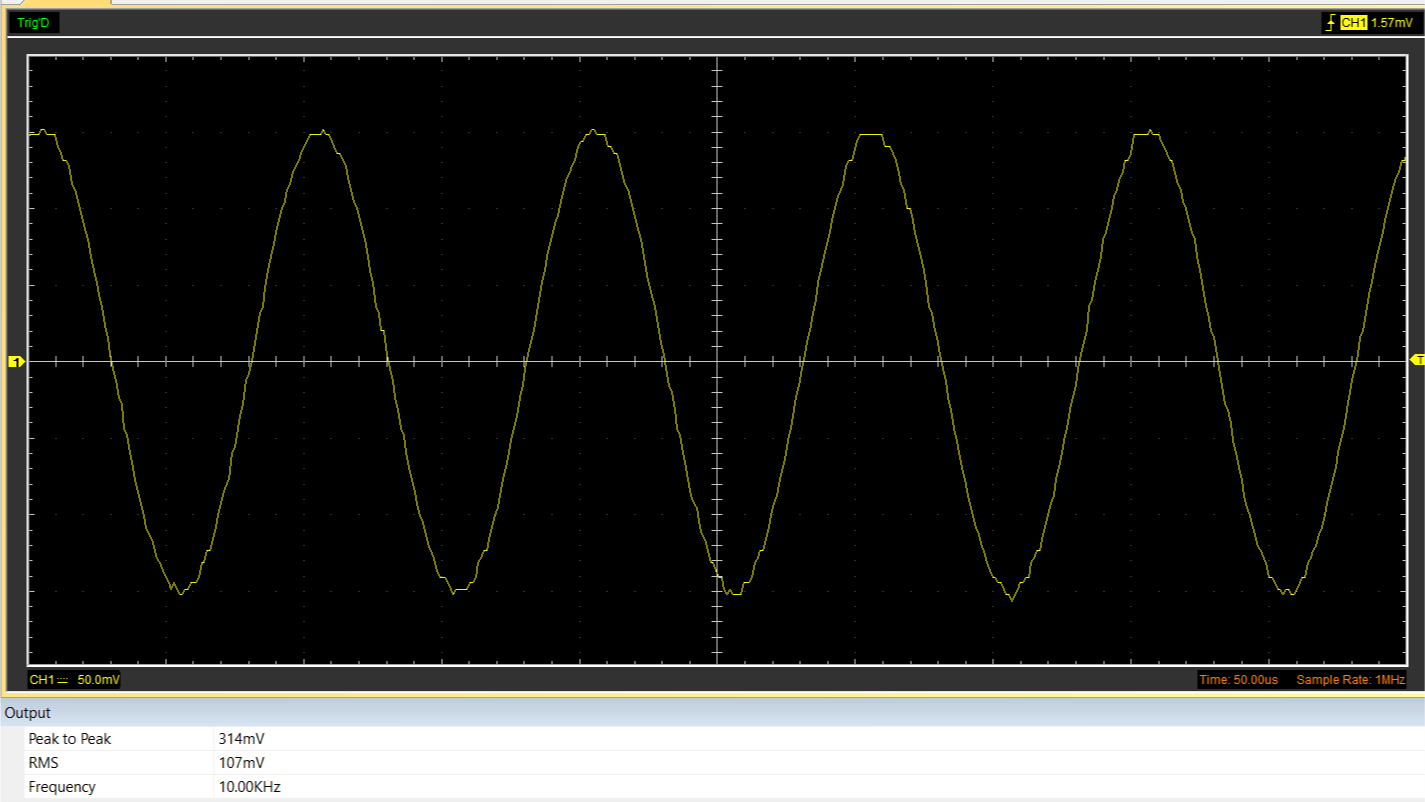 Trig'D
CH1 1.57mV
1
T
CH1 50.0mV
Time: 50.00us Sample Rate: 1MHz
Output
Peak to Peak 314mV
RMS 107mV
Frequency 10.00KHz